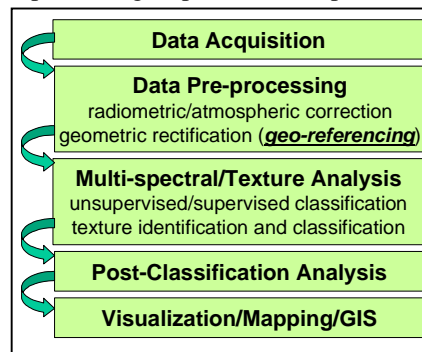 Data Acquisition
Data Pre-processing
radiometric/atmospheric correction
geometric rectification (geo-referencing)
Multi-spectral/Texture Analysis
unsupervised/supervised classification
texture identification and classification
Post-Classification Analysis
Visualization/Mapping/GIS